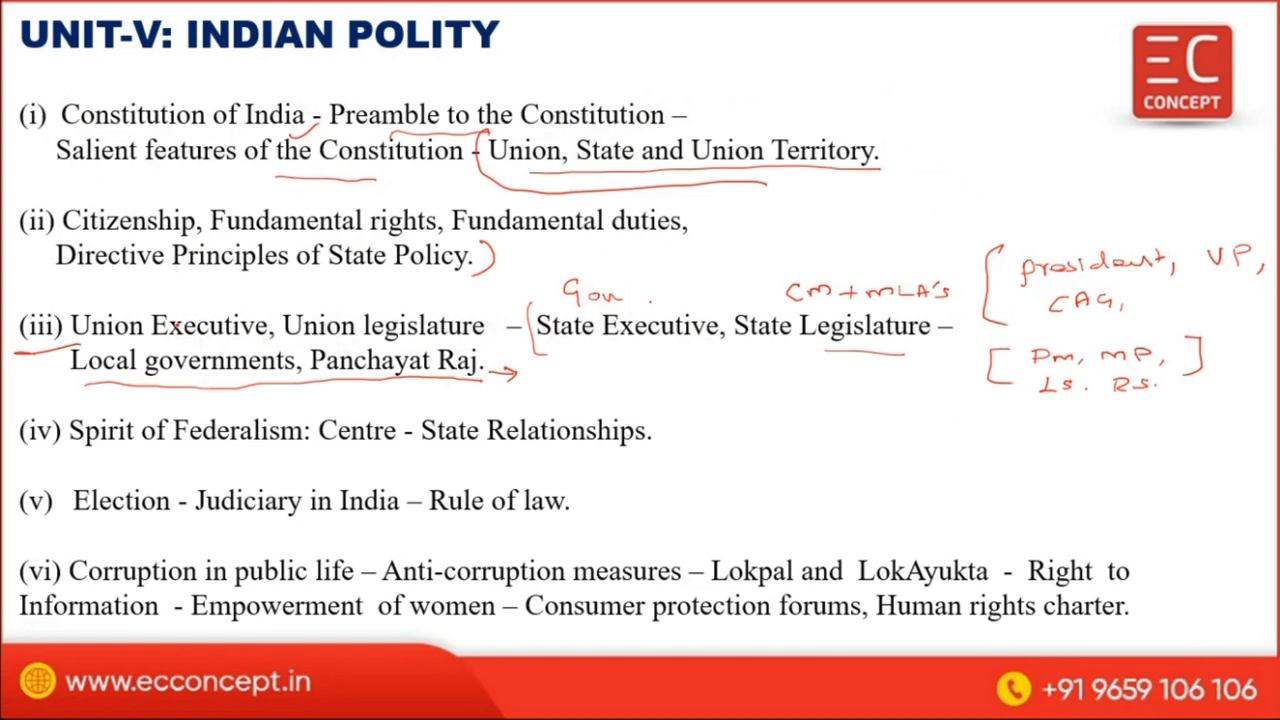 UNIT-V: INDIAN POLITY
EC
CONCEPT
(i) Constitution of India - Preamble to the Constitution –
Salient features of the Constitution - Union, State and Union Territory.
(ii) Citizenship, Fundamental rights, Fundamental duties,
Directive Principles of State Policy.
president, VP,
CAG,
Gov
CM + MLA's
(iii) Union Executive, Union legislature – State Executive, State Legislature –
Local governments, Panchayat Raj.
[ Pm, MP, ]
LS. RS.
(iv) Spirit of Federalism: Centre - State Relationships.
(v) Election - Judiciary in India – Rule of law.
(vi) Corruption in public life – Anti-corruption measures – Lokpal and LokAyukta - Right to
Information - Empowerment of women – Consumer protection forums, Human rights charter.
www.ecconcept.in
+91 9659 106 106